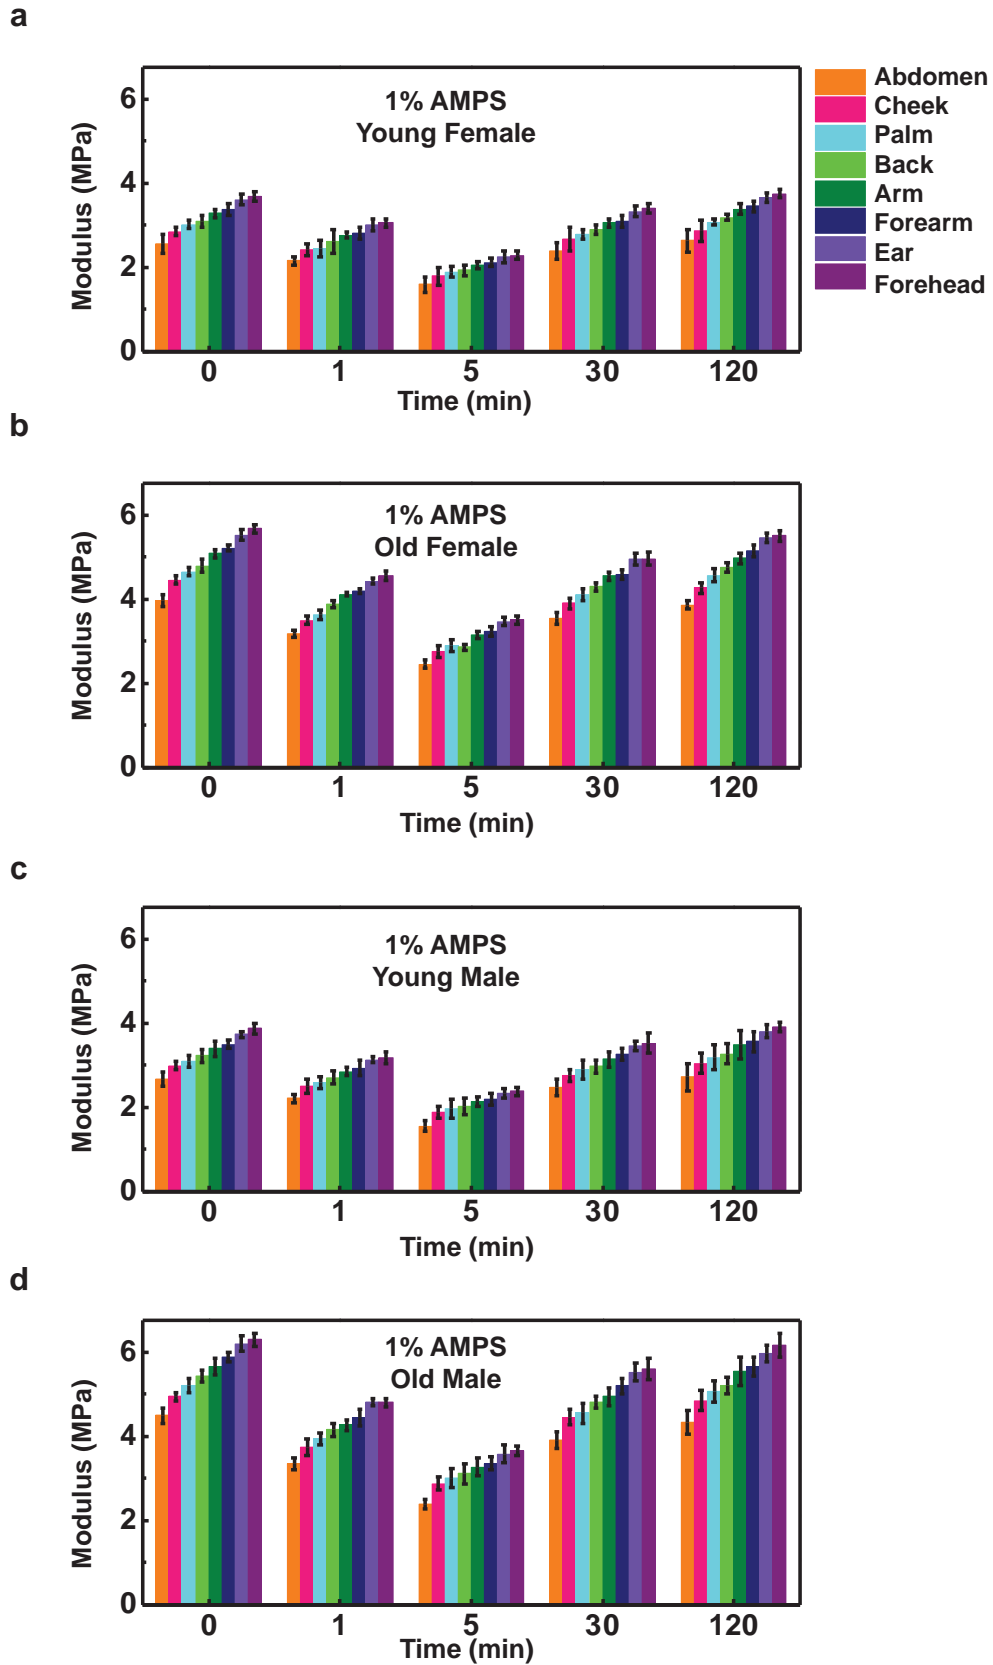 a
6
4
2
0
Modulus (MPa)
1% AMPS
Young Female
0 1 5 30 120
Time (min)
Abdomen
Cheek
Palm
Back
Arm
Forearm
Ear
Forehead
b
6
4
2
0
Modulus (MPa)
1% AMPS
Old Female
0 1 5 30 120
Time (min)
c
6
4
2
0
Modulus (MPa)
1% AMPS
Young Male
0 1 5 30 120
Time (min)
d
6
4
2
0
Modulus (MPa)
1% AMPS
Old Male
0 1 5 30 120
Time (min)